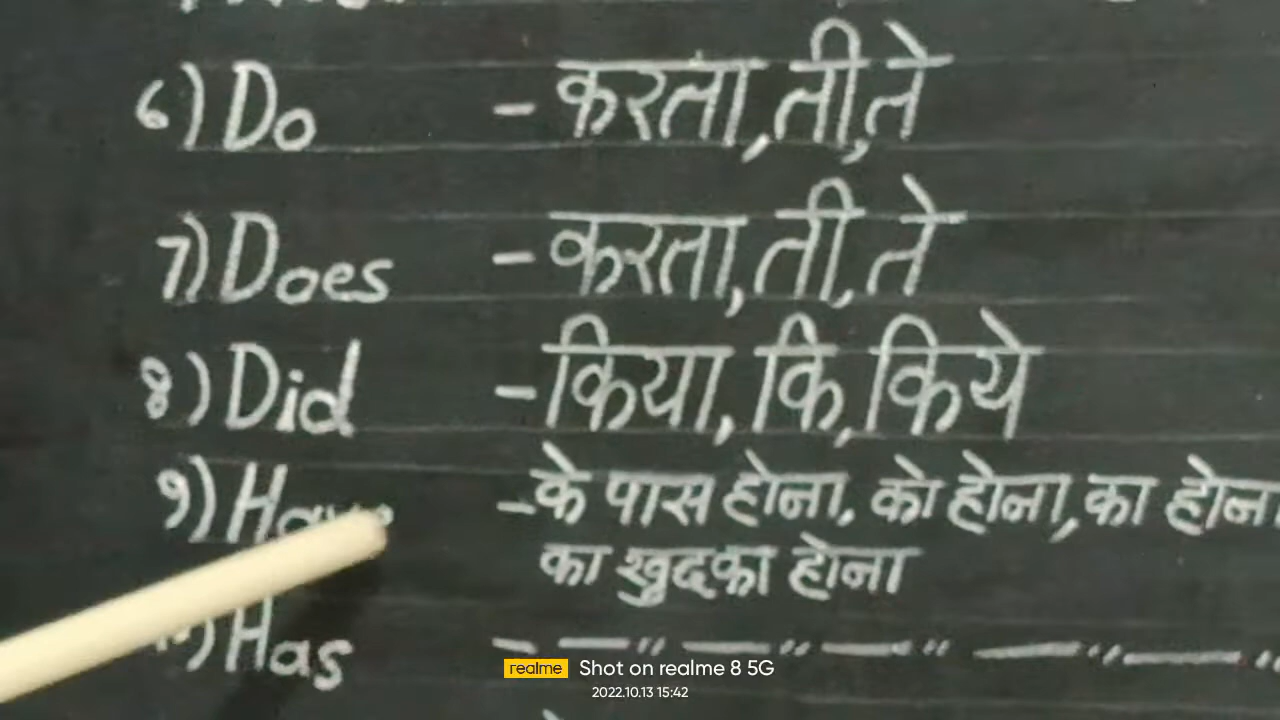 6) Do - करता, ती, ते
7) Does - करता, ती, ते
8) Did - किया, कि, किये
9) Have - के पास होना, को होना, का होना
का खुदका होना
Has - — " — " — " — " — "
realme Shot on realme 8 5G
2022.10.13 15:42